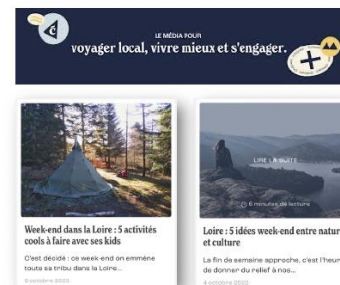 LE MÉDIA POUR
voyager local, vivre mieux et s'engager.
Week-end dans la Loire : 5 activités
cools à faire avec ses kids
C'est décidé : ce week-end on emmène
toute sa tribu dans la Loire...
9 octobre 2023
LIRE LA SUITE
6 minutes de lecture
Loire : 5 idées week-end entre natur
et culture
La fin de semaine approche, c'est l'heur
de donner du relief à nos...
4 octobre 2023